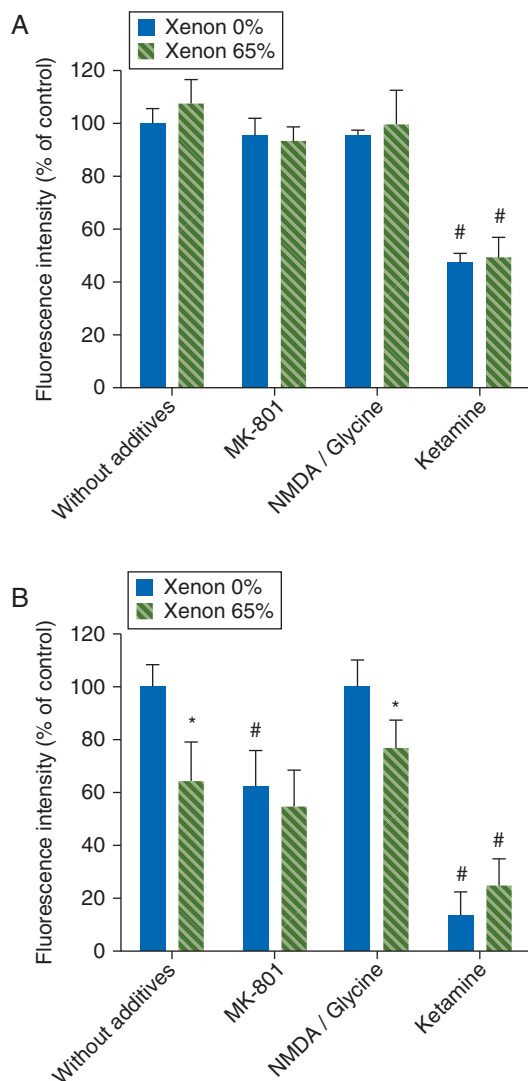 A
Xenon 0%
Xenon 65%
Fluorescence intensity (% of control)
120
100
80
60
40
20
0
# #
Without additives
MK-801
NMDA / Glycine
Ketamine
B
Xenon 0%
Xenon 65%
Fluorescence intensity (% of control)
120
100
80
60
40
20
0
* # * # #
Without additives
MK-801
NMDA / Glycine
Ketamine